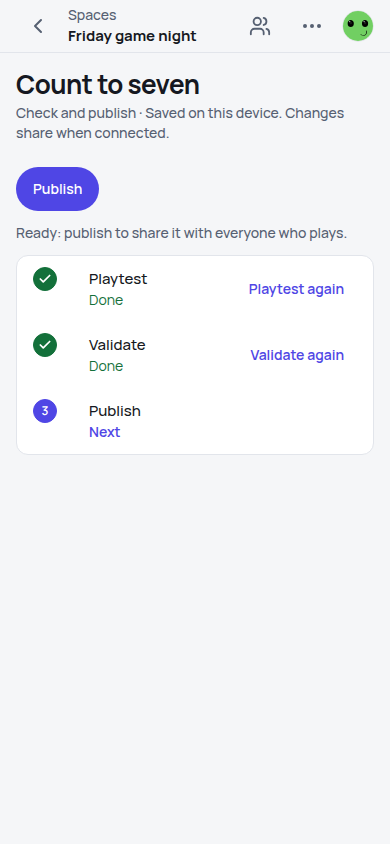 Spaces
Friday game night
Count to seven
Check and publish · Saved on this device. Changes
share when connected.
Publish
Ready: publish to share it with everyone who plays.
Playtest
Done
Playtest again
Validate
Done
Validate again
3
Publish
Next